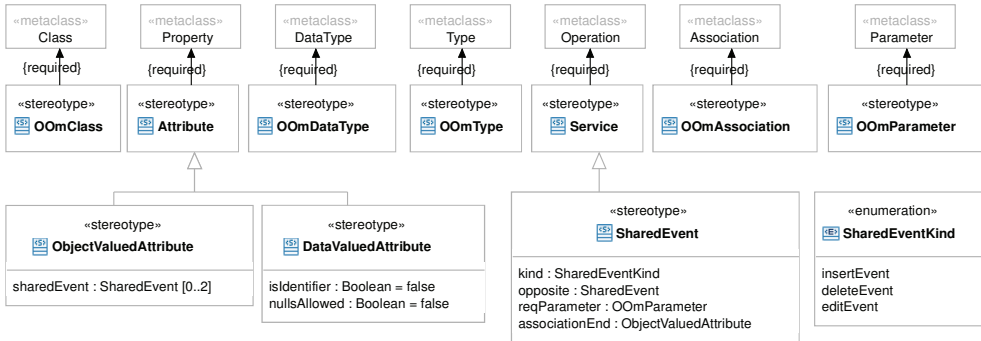 «metaclass» «metaclass» «metaclass» «metaclass» «metaclass» «metaclass» «metaclass»
Class Property DataType Type Operation Association Parameter
{required} {required} {required} {required} {required} {required} {required}
«stereotype» «stereotype» «stereotype» «stereotype» «stereotype» «stereotype» «stereotype»
OOmClass Attribute OOmDataType OOmType Service OOmAssociation OOmParameter
«stereotype»
ObjectValuedAttribute
sharedEvent : SharedEvent [0..2]
«stereotype»
DataValuedAttribute
isIdentifier : Boolean = false
nullsAllowed : Boolean = false
«stereotype»
SharedEvent
kind : SharedEventKind
opposite : SharedEvent
reqParameter : OOmParameter
associationEnd : ObjectValuedAttribute
«enumeration»
SharedEventKind
insertEvent
deleteEvent
editEvent